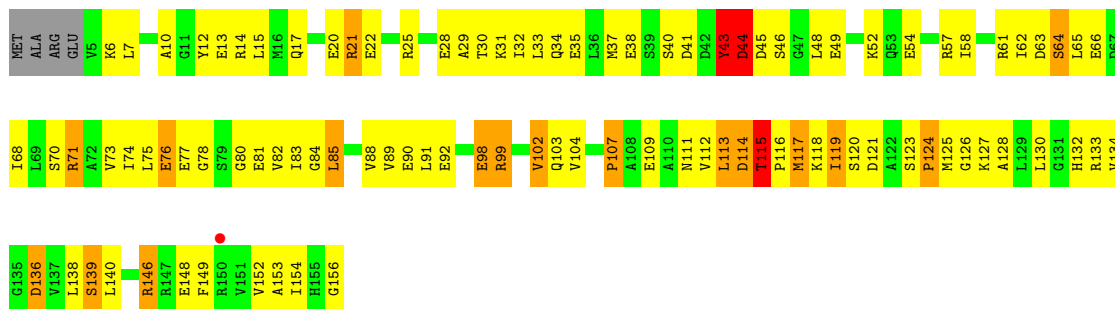 MET ALA ARG GLU V5 K6 L7 A10 G11 Y12 E13 R14 L15 M16 Q17 E20 R21 E22 R25 E28 A29 T30 K31 I32 L33 Q34 E35 L36 M37 E38 S39 S40 D41 D42 Y43 D44 D45 S46 G47 L48 E49 K52 Q53 E54 R57 I58 R61 I62 D63 S64 L65 E66 D67
I68 L69 S70 R71 A72 V73 I74 L75 E76 E77 G78 S79 G80 E81 V82 I83 G84 L85 V88 V89 E90 L91 E92 E98 R99 V102 Q103 V104 P107 A108 E109 A110 N111 V112 L113 D114 T115 P116 M117 K118 I119 S120 D121 A122 S123 P124 M125 G126 K127 A128 L129 L130 G131 H132 R133 V134
G135 D136 V137 L138 S139 L140 R146 R147 E148 F149 R150 V151 V152 A153 I154 H155 G156